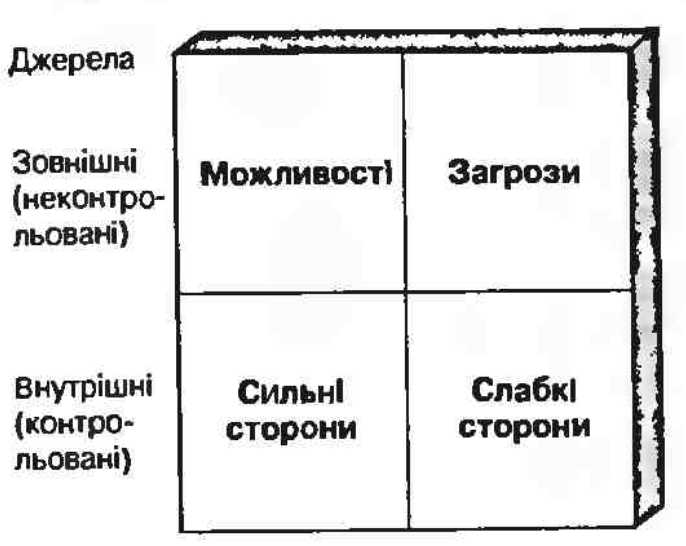 Джерела
Зовнішні
(неконтро-
льовані)
Можливості
Загрози
Внутрішні
(контро-
льовані)
Сильні
сторони
Слабкі
сторони